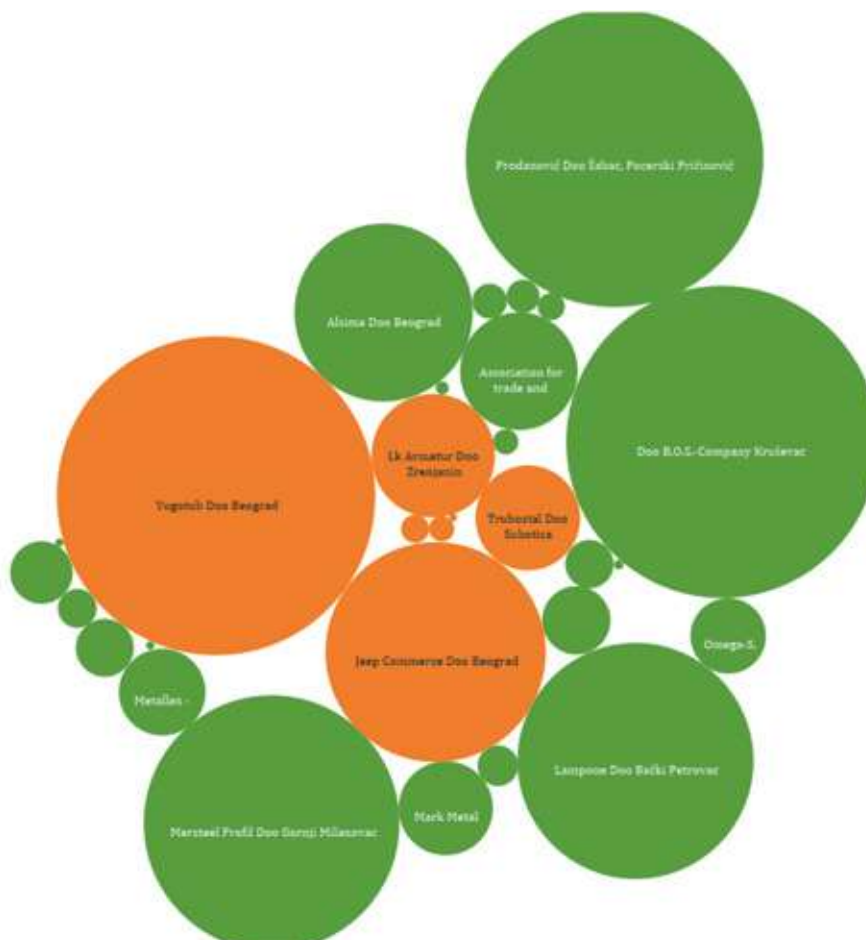 Prodanović Doo Šabac, Pocerski Pričinović
Alsima Doo Beograd
Association for
trade and
Lk Armatur Doo
Zrenjanin
Doo B.O.S.-Company Kruševac
Yugotub Doo Beograd
Trubostal Doo
Subotica
Omega-S,
Jeep Commerce Doo Beograd
Metallen -
Lampone Doo Bački Petrovac
Mark Metal
Mersteel Profil Doo Gornji Milanovac